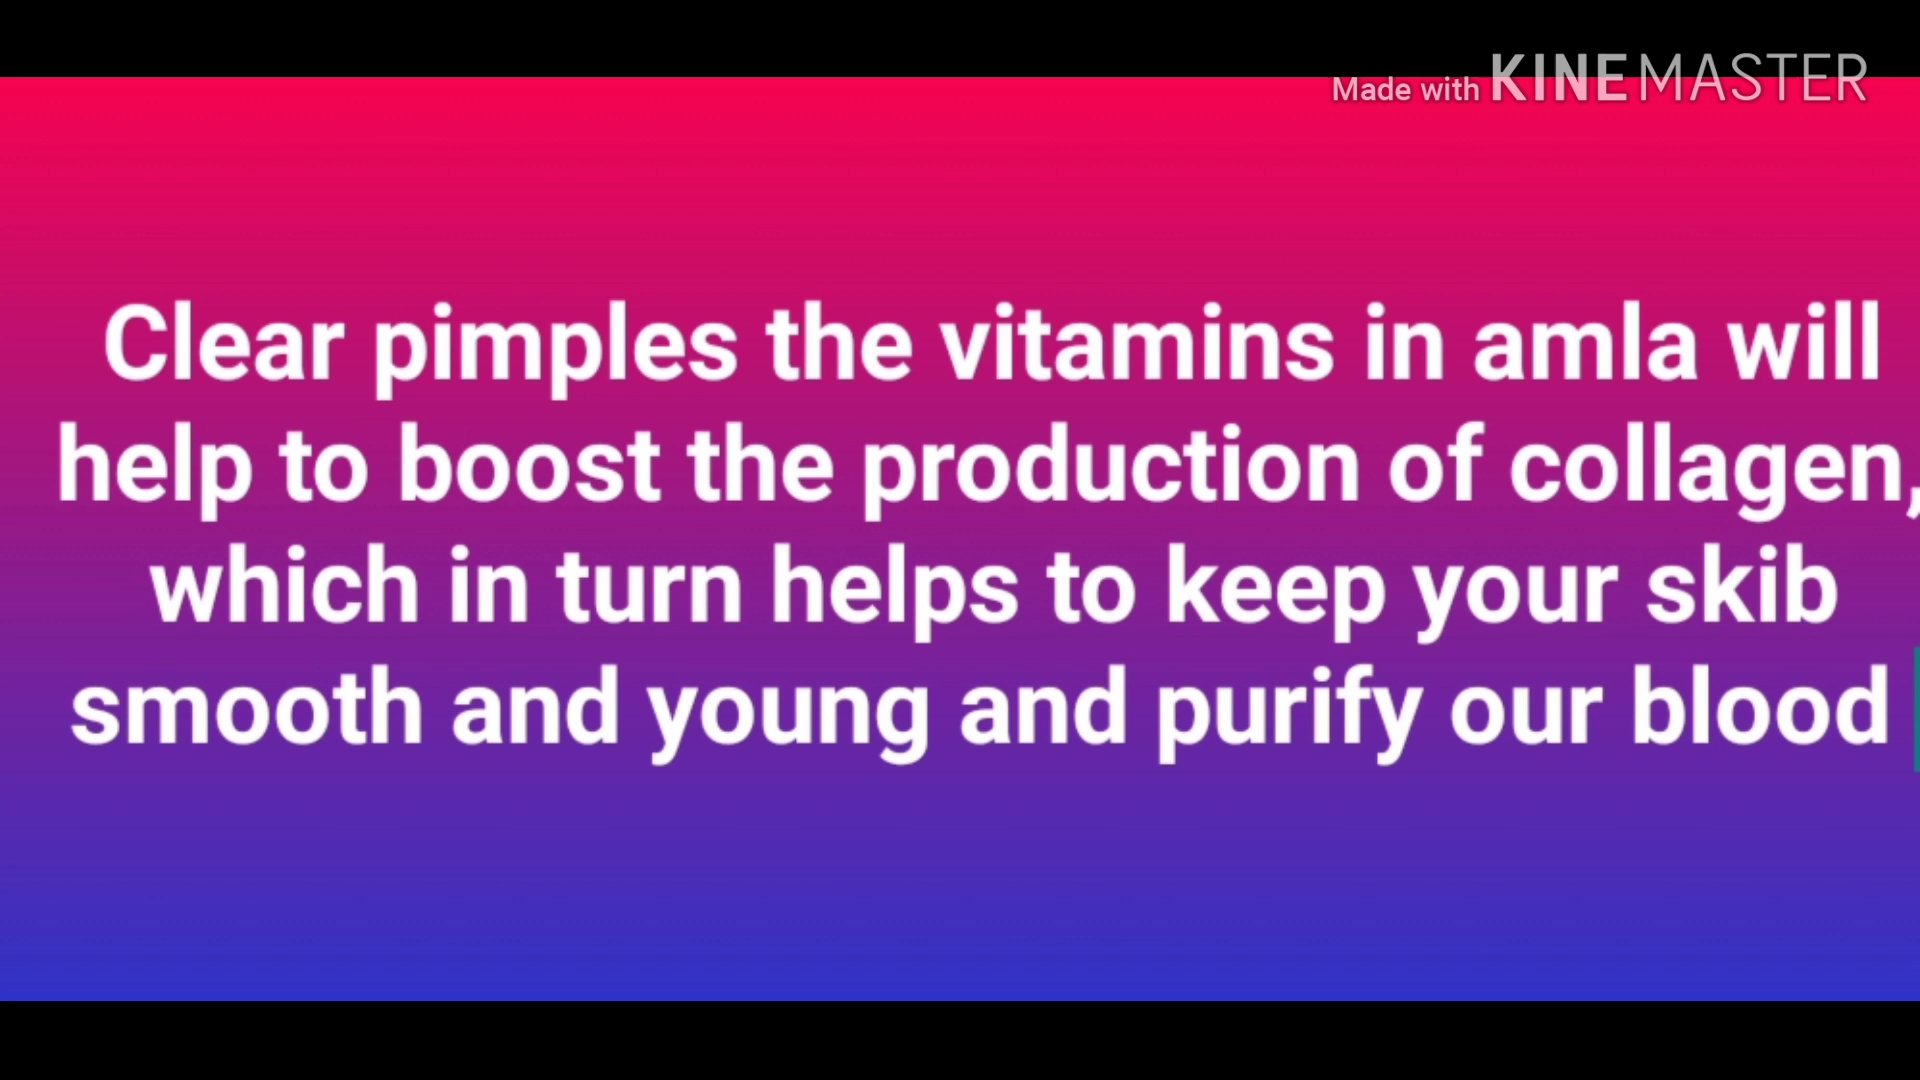 Made with KINEMASTER
Clear pimples the vitamins in amla will
help to boost the production of collagen,
which in turn helps to keep your skib
smooth and young and purify our blood